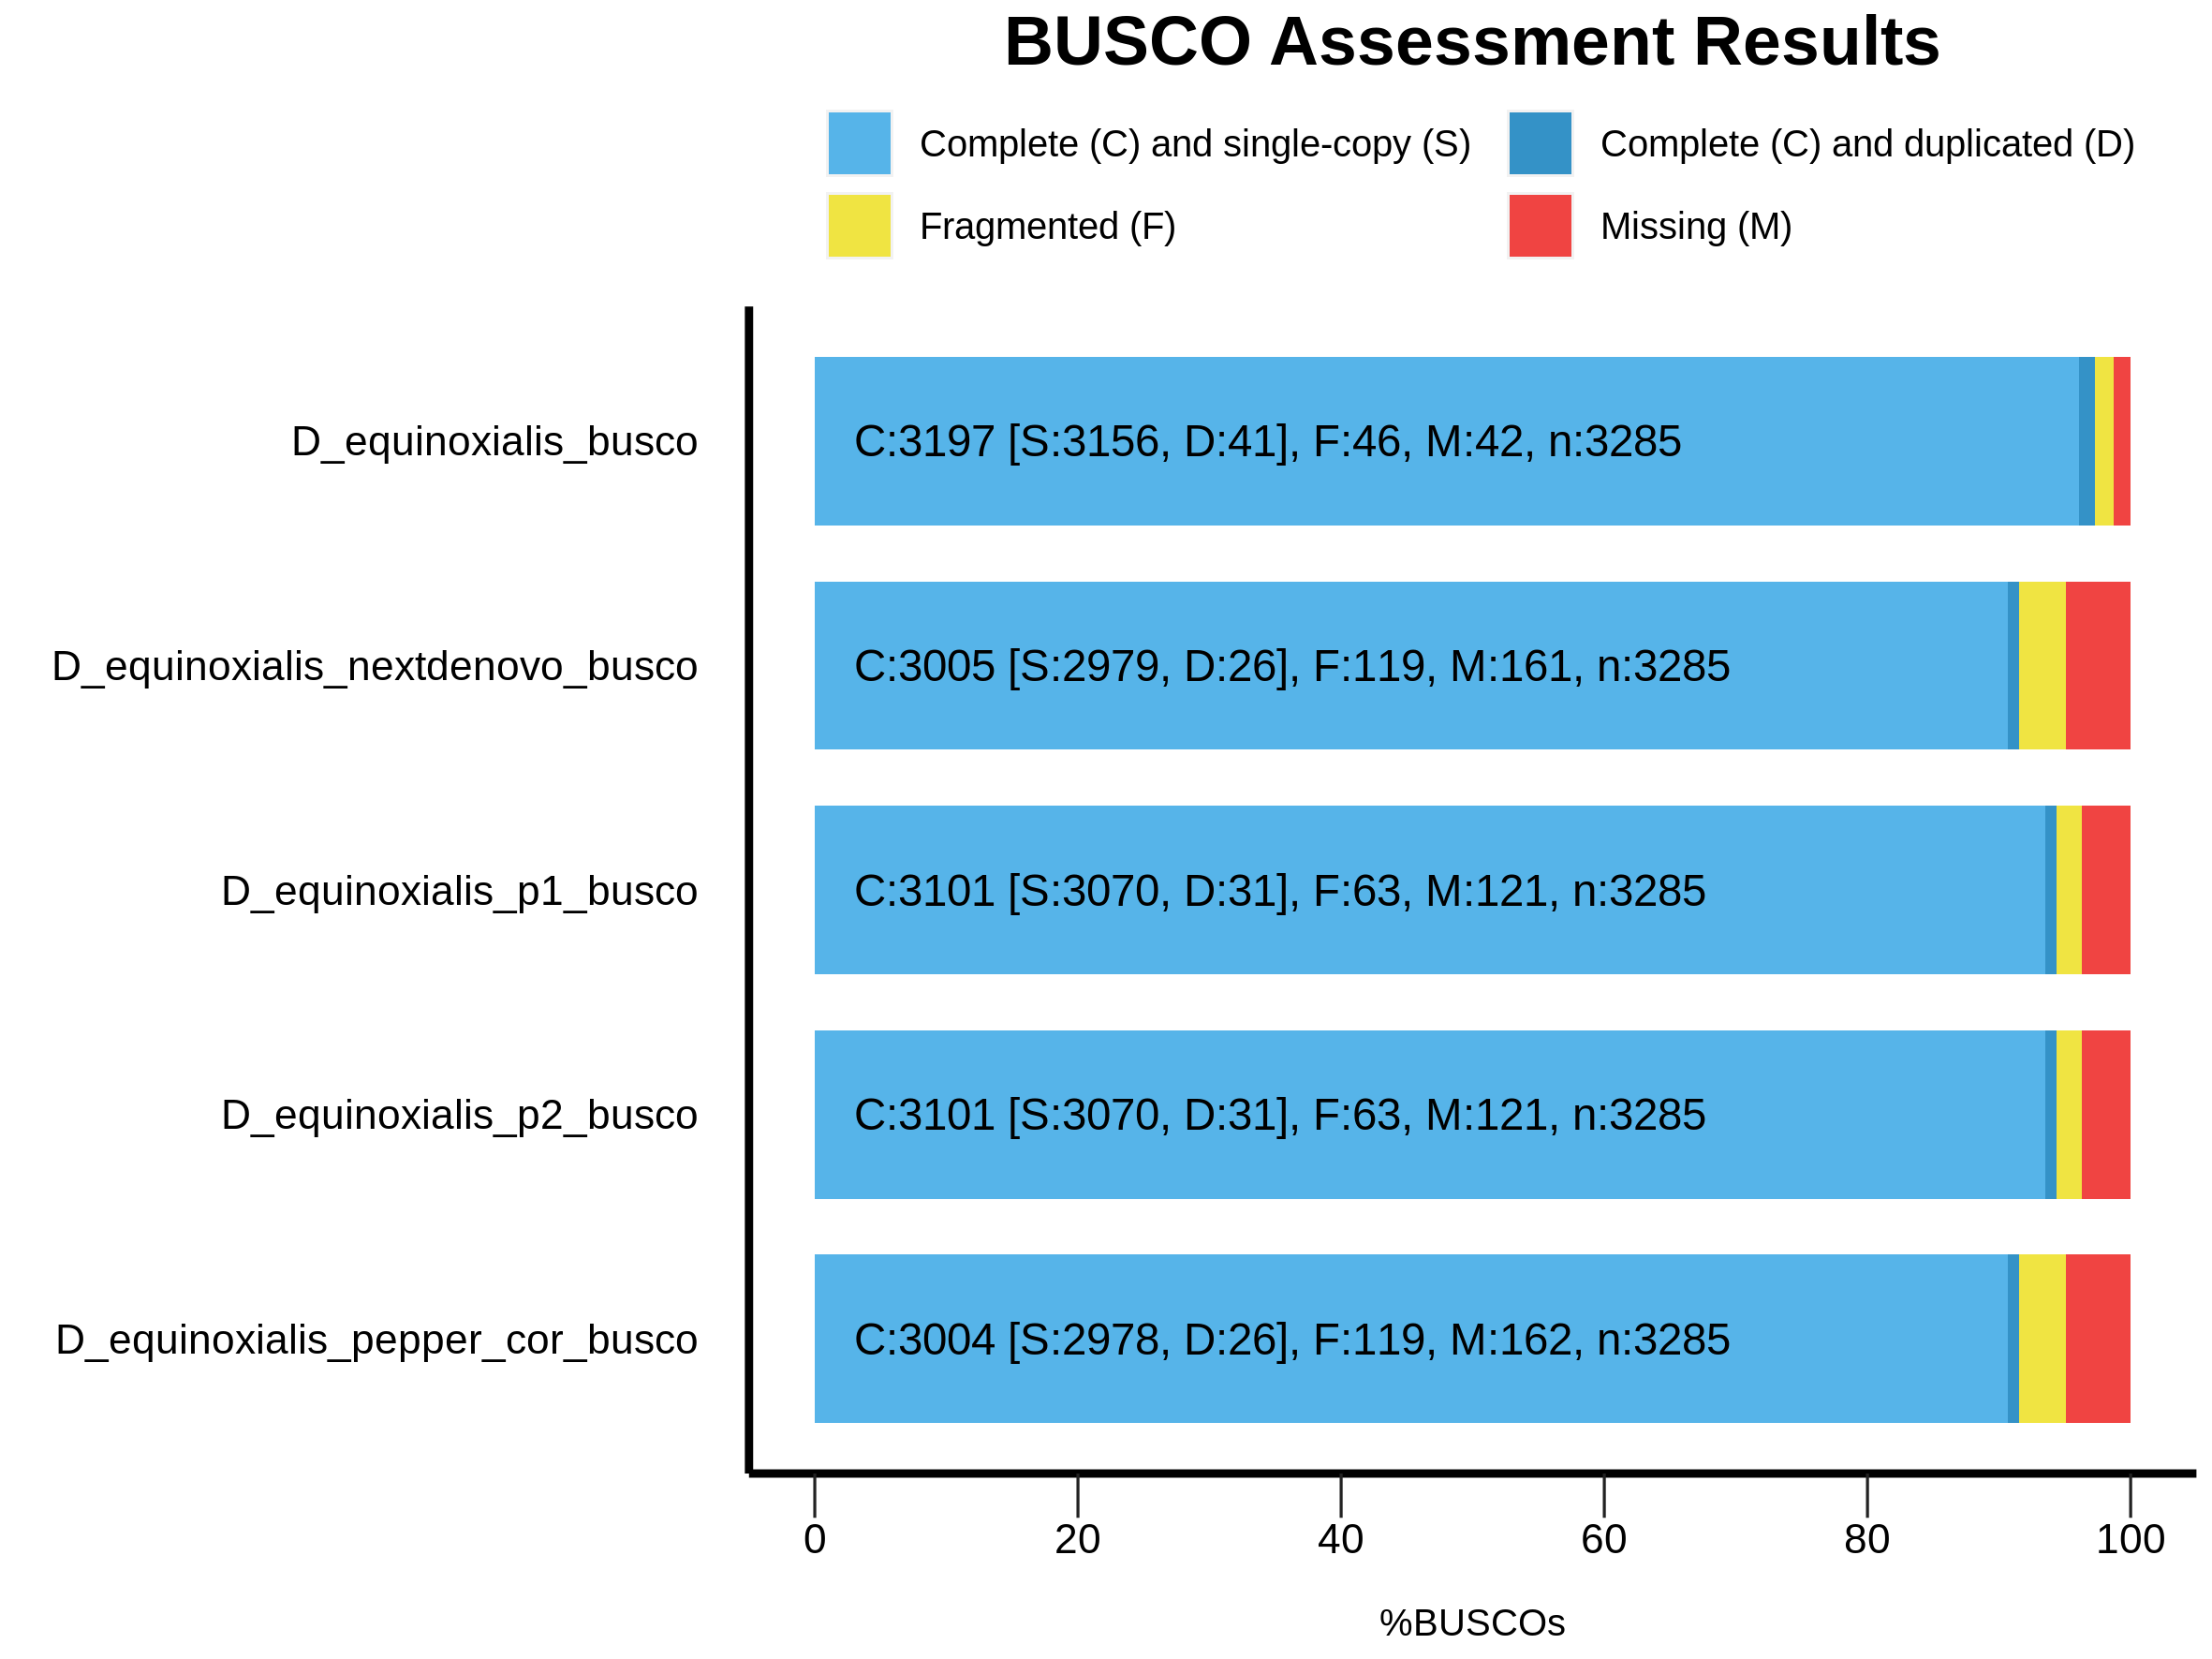 BUSCO Assessment Results
Complete (C) and single-copy (S)
Complete (C) and duplicated (D)
Fragmented (F)
Missing (M)
D_equinoxialis_busco
C:3197 [S:3156, D:41], F:46, M:42, n:3285
D_equinoxialis_nextdenovo_busco
C:3005 [S:2979, D:26], F:119, M:161, n:3285
D_equinoxialis_p1_busco
C:3101 [S:3070, D:31], F:63, M:121, n:3285
D_equinoxialis_p2_busco
C:3101 [S:3070, D:31], F:63, M:121, n:3285
D_equinoxialis_pepper_cor_busco
C:3004 [S:2978, D:26], F:119, M:162, n:3285
0 20 40 60 80 100
%BUSCOs